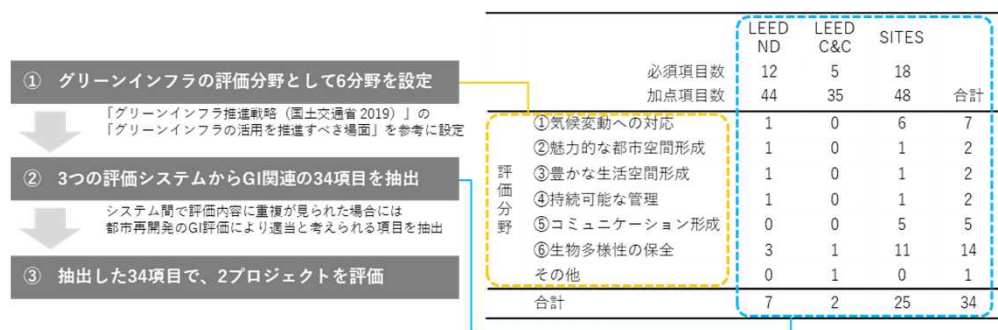 ① グリーンインフラの評価分野として6分野を設定
「グリーンインフラ推進戦略（国土交通省 2019）」の
「グリーンインフラの活用を推進すべき場面」を参考に設定
② 3つの評価システムからGI関連の34項目を抽出
システム間で評価内容に重複が見られた場合には
都市再開発のGI評価により適当と考えられる項目を抽出
③ 抽出した34項目で、2プロジェクトを評価
LEED ND LEED C&C SITES
必須項目数 12 5 18
加点項目数 44 35 48 合計
評価分野
①気候変動への対応 1 0 6 7
②魅力的な都市空間形成 1 0 1 2
③豊かな生活空間形成 1 0 1 2
④持続可能な管理 1 0 1 2
⑤コミュニケーション形成 0 0 5 5
⑥生物多様性の保全 3 1 11 14
その他 0 1 0 1
合計 7 2 25 34